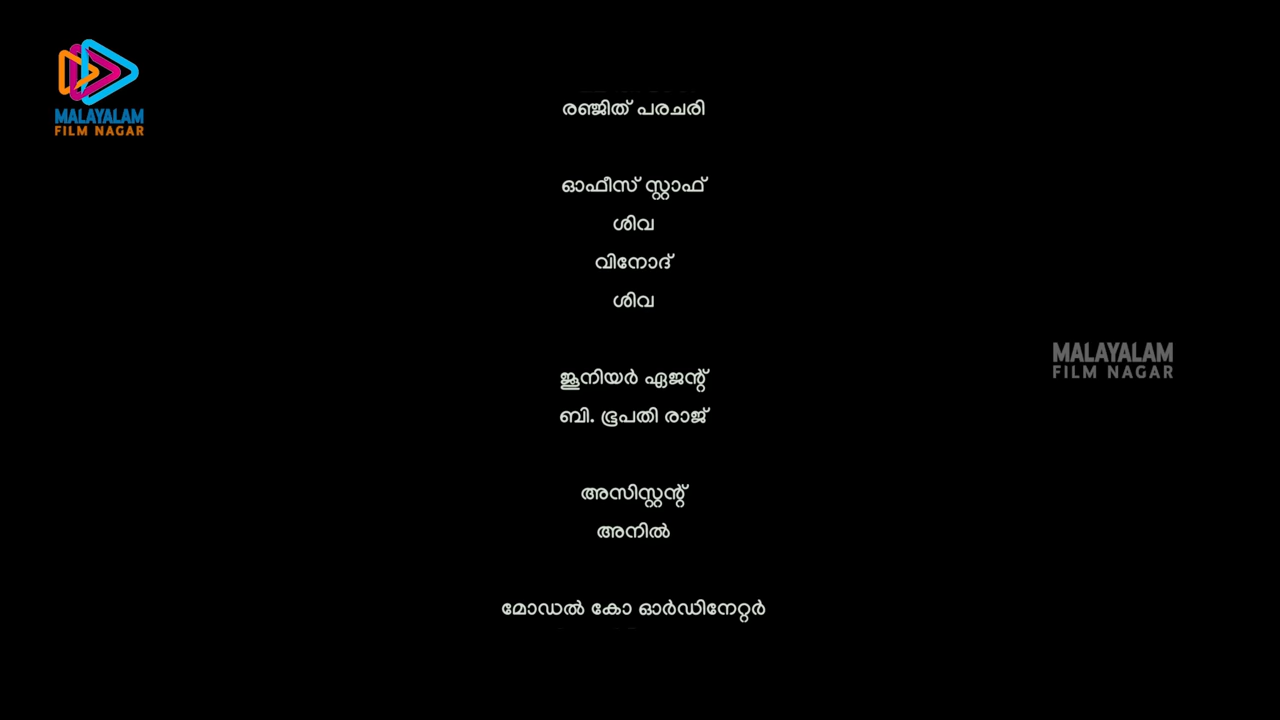 MALAYALAM
FILM NAGAR
രഞ്ജിത് പരചരി
ഓഫീസ് സ്റ്റാഫ്
ശിവ
വിനോദ്
ശിവ
MALAYALAM
FILM NAGAR
ജൂനിയർ ഏജന്റ്
ബി. ഭൂപതി രാജ്
അസിസ്റ്റന്റ്
അനിൽ
മോഡൽ കോ ഓർഡിനേറ്റർ